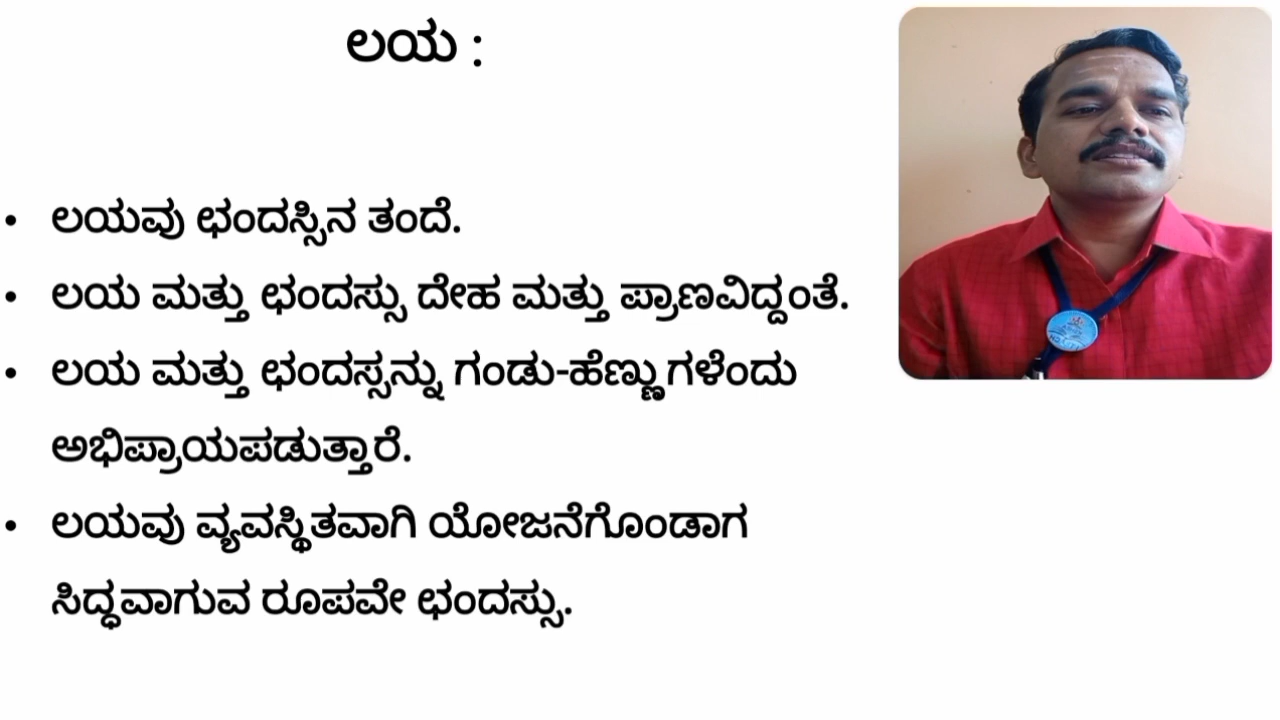 ಲಯ :
• ಲಯವು ಛಂದಸ್ಸಿನ ತಂದೆ.
• ಲಯ ಮತ್ತು ಛಂದಸ್ಸು ದೇಹ ಮತ್ತು ಪ್ರಾಣವಿದ್ದಂತೆ.
• ಲಯ ಮತ್ತು ಛಂದಸ್ಸನ್ನು ಗಂಡು-ಹೆಣ್ಣುಗಳೆಂದು
ಅಭಿಪ್ರಾಯಪಡುತ್ತಾರೆ.
• ಲಯವು ವ್ಯವಸ್ಥಿತವಾಗಿ ಯೋಜನೆಗೊಂಡಾಗ
ಸಿದ್ಧವಾಗುವ ರೂಪವೇ ಛಂದಸ್ಸು.